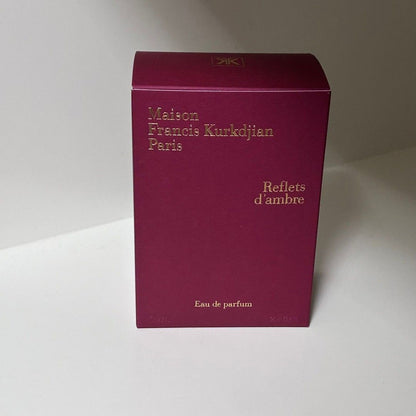 Maison
Francis Kurkdjian
Paris
Reflets
d'ambre
Eau de parfum